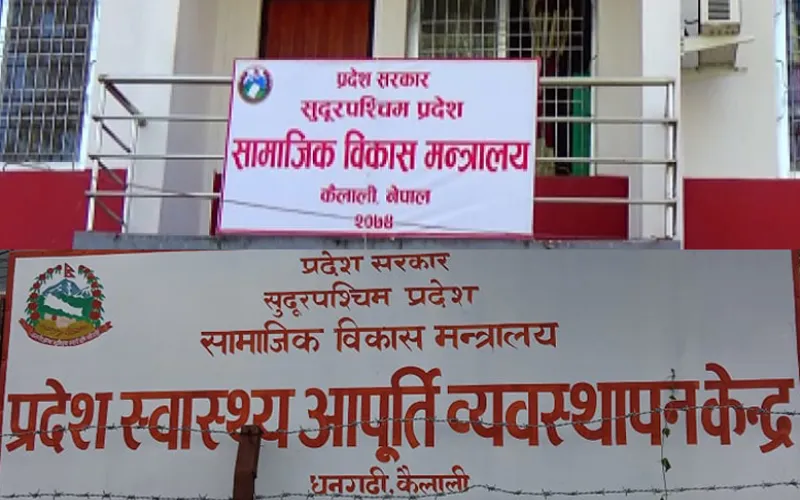 प्रदेश सरकार
सुदूरपश्चिम प्रदेश
सामाजिक विकास मन्त्रालय
कैलाली, नेपाल
२०७४
प्रदेश सरकार
सुदूरपश्चिम प्रदेश
सामाजिक विकास मन्त्रालय
प्रदेश स्वास्थ्य आपूर्ति व्यवस्थापन केन्द्र
धनगढी, कैलाली